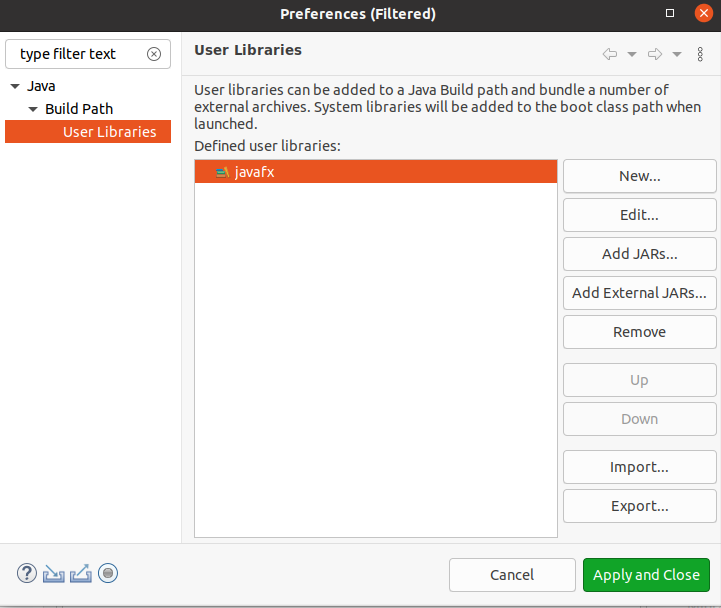 Preferences (Filtered)
type filter text
Java
Build Path
User Libraries
User Libraries
User libraries can be added to a Java Build path and bundle a number of
external archives. System libraries will be added to the boot class path when
launched.
Defined user libraries:
javafx
New...
Edit...
Add JARs...
Add External JARs...
Remove
Up
Down
Import...
Export...
Cancel
Apply and Close